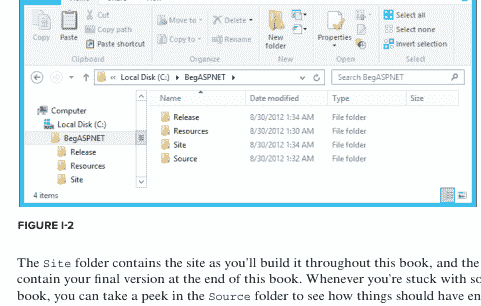 Copy
Paste
Cut
Copy path
Paste shortcut
Clipboard
Move to
Copy to
Delete
Rename
Organize
New folder
New
Properties
Open
Select all
Select none
Invert selection
Select
« Local Disk (C:) ▸ BegASPNET ▸
Search BegASPNET
Computer
Local Disk (C:)
BegASPNET
Release
Resources
Site
Name Date modified Type Size
Release 8/30/2012 1:34 AM File folder
Resources 8/30/2012 1:30 AM File folder
Site 8/30/2012 1:34 AM File folder
Source 8/30/2012 1:32 AM File folder
4 items
FIGURE I-2
The Site folder contains the site as you'll build it throughout this book, and the
contain your final version at the end of this book. Whenever you're stuck with so
book, you can take a peek in the Source folder to see how things should have en